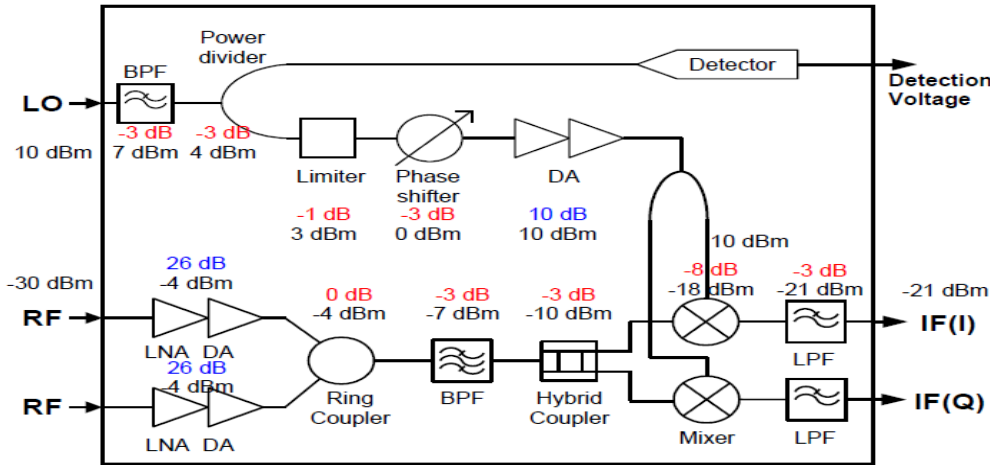 Power
divider
BPF
Detector
LO
Detection
Voltage
-3 dB
-3 dB
10 dBm
7 dBm
4 dBm
Limiter
Phase
shifter
DA
-1 dB
-3 dB
10 dB
3 dBm
0 dBm
10 dBm
10 dBm
-30 dBm
26 dB
-4 dBm
0 dB
-4 dBm
-3 dB
-7 dBm
-3 dB
-10 dBm
-8 dB
-18 dBm
-3 dB
-21 dBm
-21 dBm
RF
IF(I)
LNA DA
LPF
26 dB
-4 dBm
RF
Ring
Coupler
BPF
Hybrid
Coupler
IF(Q)
LNA DA
Mixer
LPF